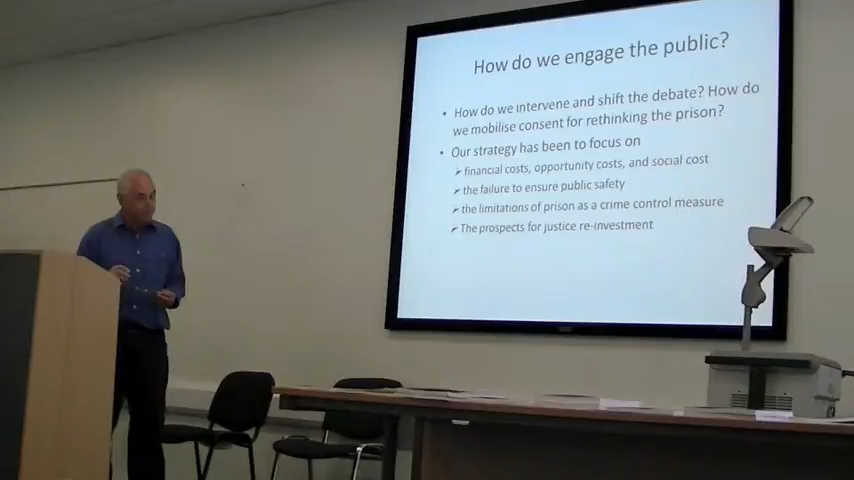 How do we engage the public?
• How do we intervene and shift the debate? How do
we mobilise consent for rethinking the prison?
• Our strategy has been to focus on
➢ financial costs, opportunity costs, and social cost
➢ the failure to ensure public safety
➢ the limitations of prison as a crime control measure
➢ The prospects for justice re-investment